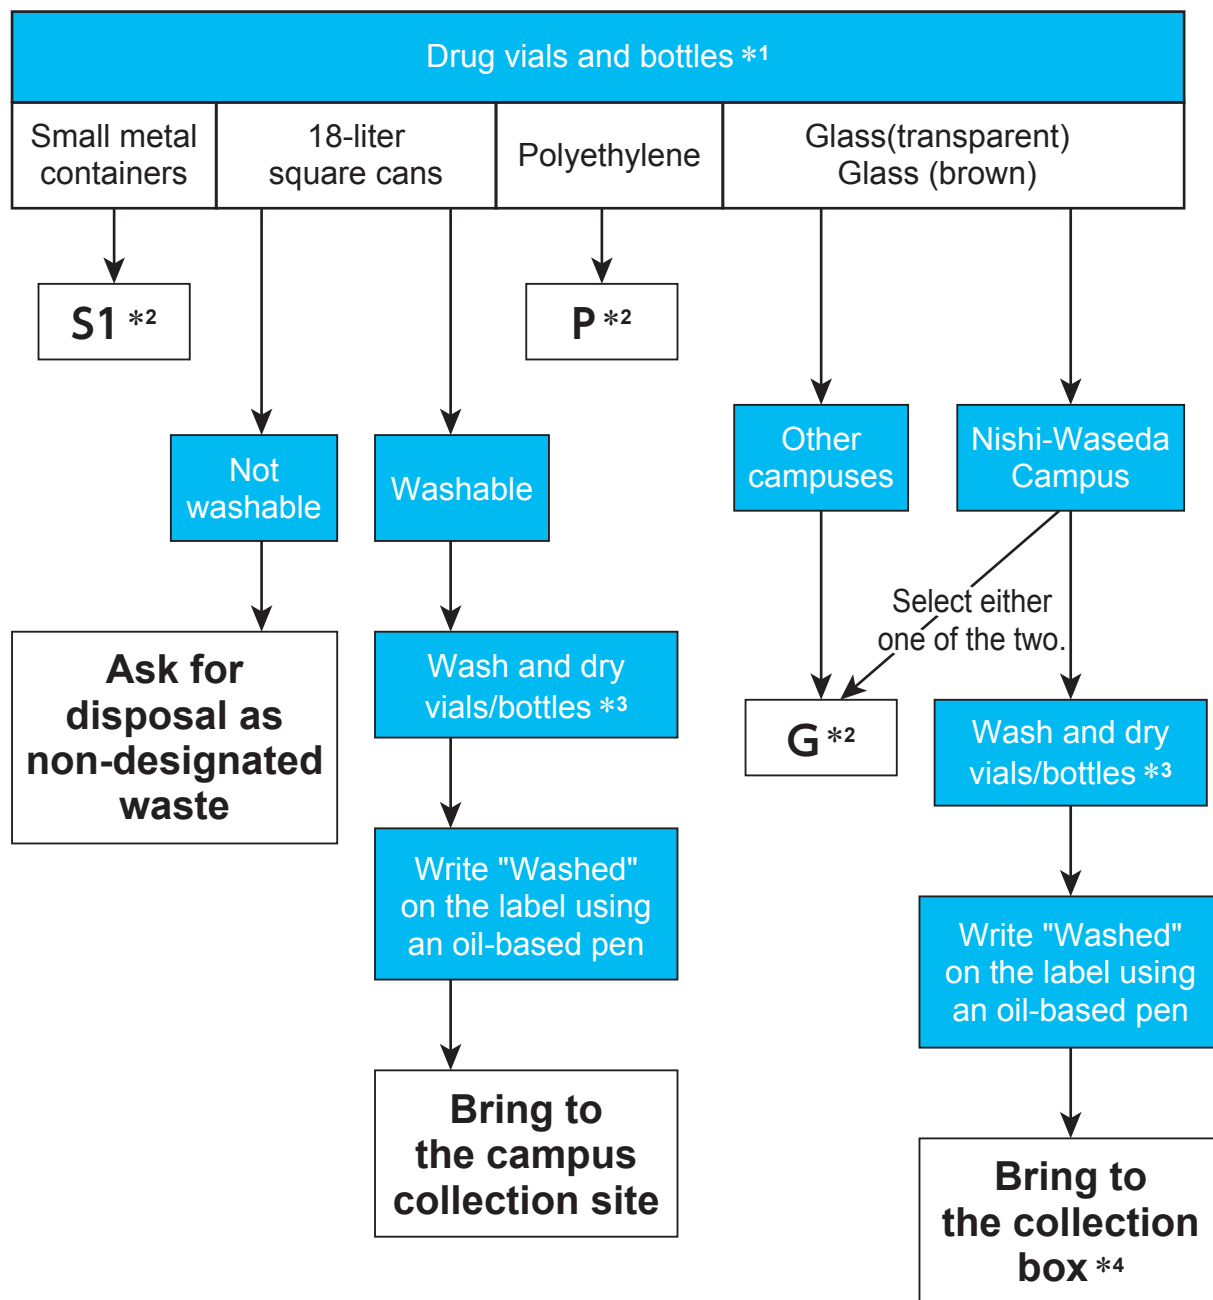 Drug vials and bottles *1
Small metal
containers
18-liter
square cans
Polyethylene
Glass(transparent)
Glass (brown)
S1 *2
P *2
Not
washable
Washable
Other
campuses
Nishi-Waseda
Campus
Select either
one of the two.
Ask for
disposal as
non-designated
waste
Wash and dry
vials/bottles *3
G *2
Wash and dry
vials/bottles *3
Write "Washed"
on the label using
an oil-based pen
Write "Washed"
on the label using
an oil-based pen
Bring to
the campus
collection site
Bring to
the collection
box *4